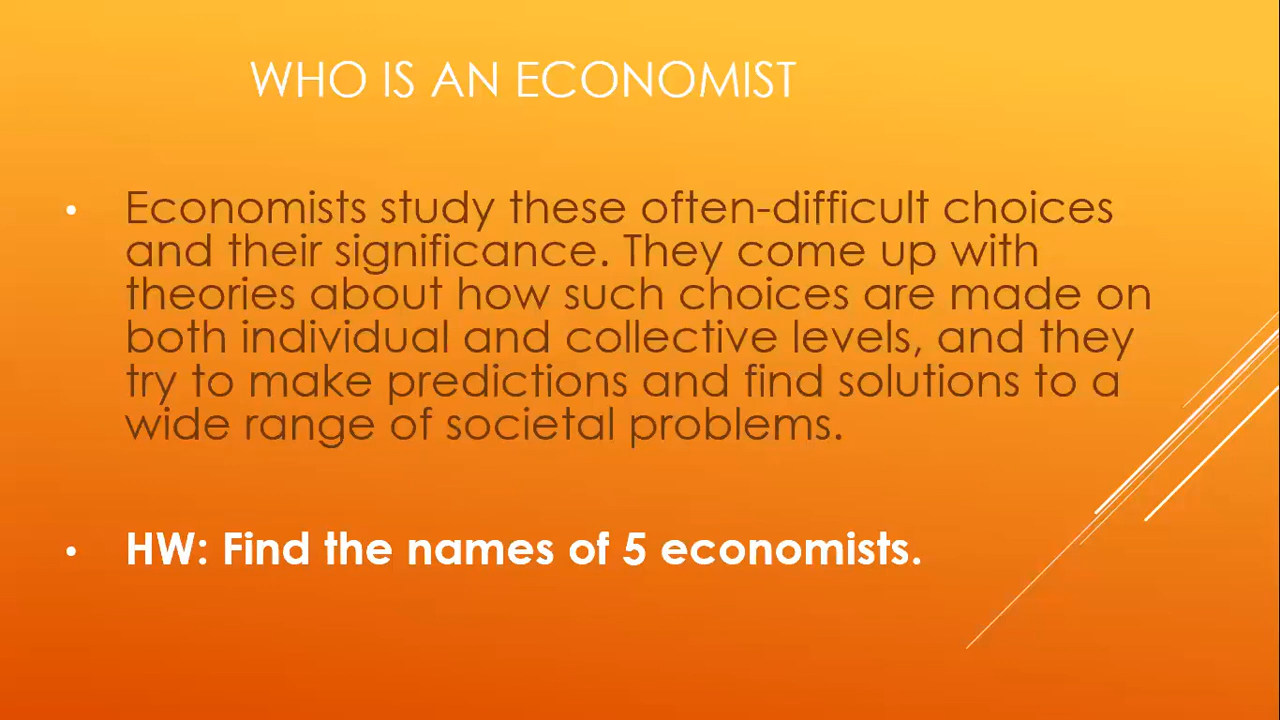 WHO IS AN ECONOMIST
• Economists study these often-difficult choices
and their significance. They come up with
theories about how such choices are made on
both individual and collective levels, and they
try to make predictions and find solutions to a
wide range of societal problems.
• HW: Find the names of 5 economists.